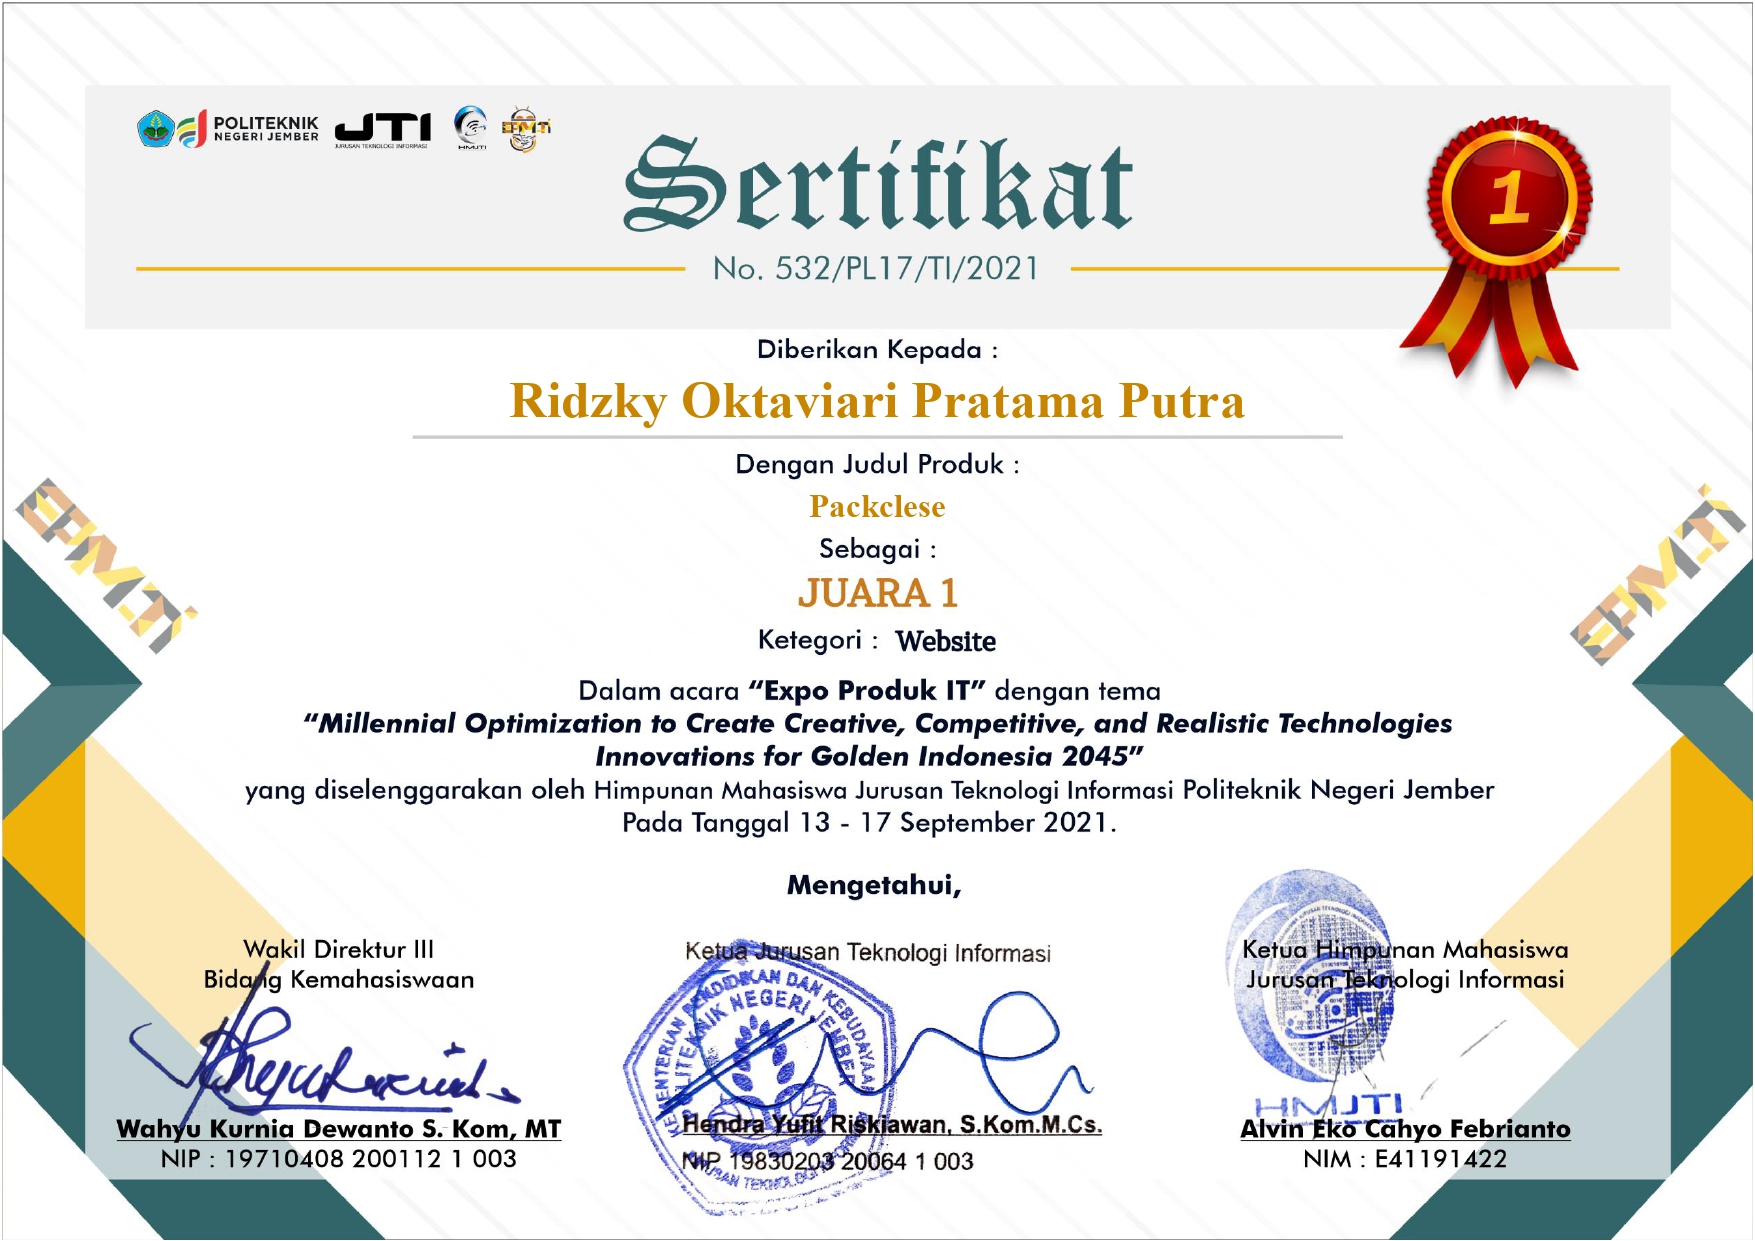 POLITEKNIK
NEGERI JEMBER
JTI
JURUSAN TEKNOLOGI INFORMASI
HMJTI
EPMTI
Sertifikat
No. 532/PL17/TI/2021
1
Diberikan Kepada :
Ridzky Oktaviari Pratama Putra
Dengan Judul Produk :
Packclese
Sebagai :
JUARA 1
Ketegori : Website
Dalam acara “Expo Produk IT” dengan tema
“Millennial Optimization to Create Creative, Competitive, and Realistic Technologies
Innovations for Golden Indonesia 2045”
yang diselenggarakan oleh Himpunan Mahasiswa Jurusan Teknologi Informasi Politeknik Negeri Jember
Pada Tanggal 13 - 17 September 2021.
EPMTI
EPMTI
Mengetahui,
Wakil Direktur III
Bidang Kemahasiswaan
Wahyu Kurnia Dewanto S. Kom, MT
NIP : 19710408 200112 1 003
Ketua Jurusan Teknologi Informasi
KEMENTERIAN PENDIDIKAN DAN KEBUDAYAAN
POLITEKNIK NEGERI JEMBER
JURUSAN TEKNOLOGI INFORMASI
Hendra Yufit Riskiawan, S.Kom.M.Cs.
NIP 19830203 20064 1 003
Ketua Himpunan Mahasiswa
Jurusan Teknologi Informasi
HMJTI
Alvin Eko Cahyo Febrianto
NIM : E41191422